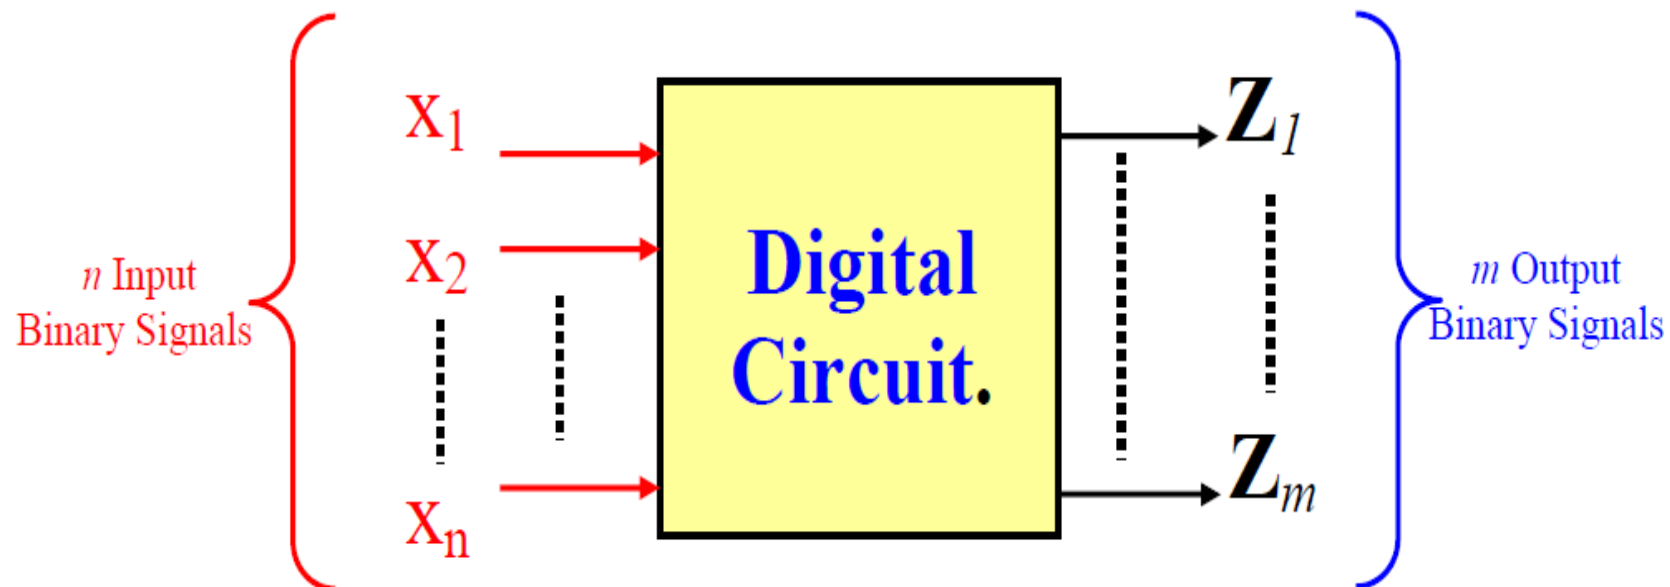 n Input
Binary Signals
x1
x2
xn
Digital
Circuit.
Z1
Zm
m Output
Binary Signals